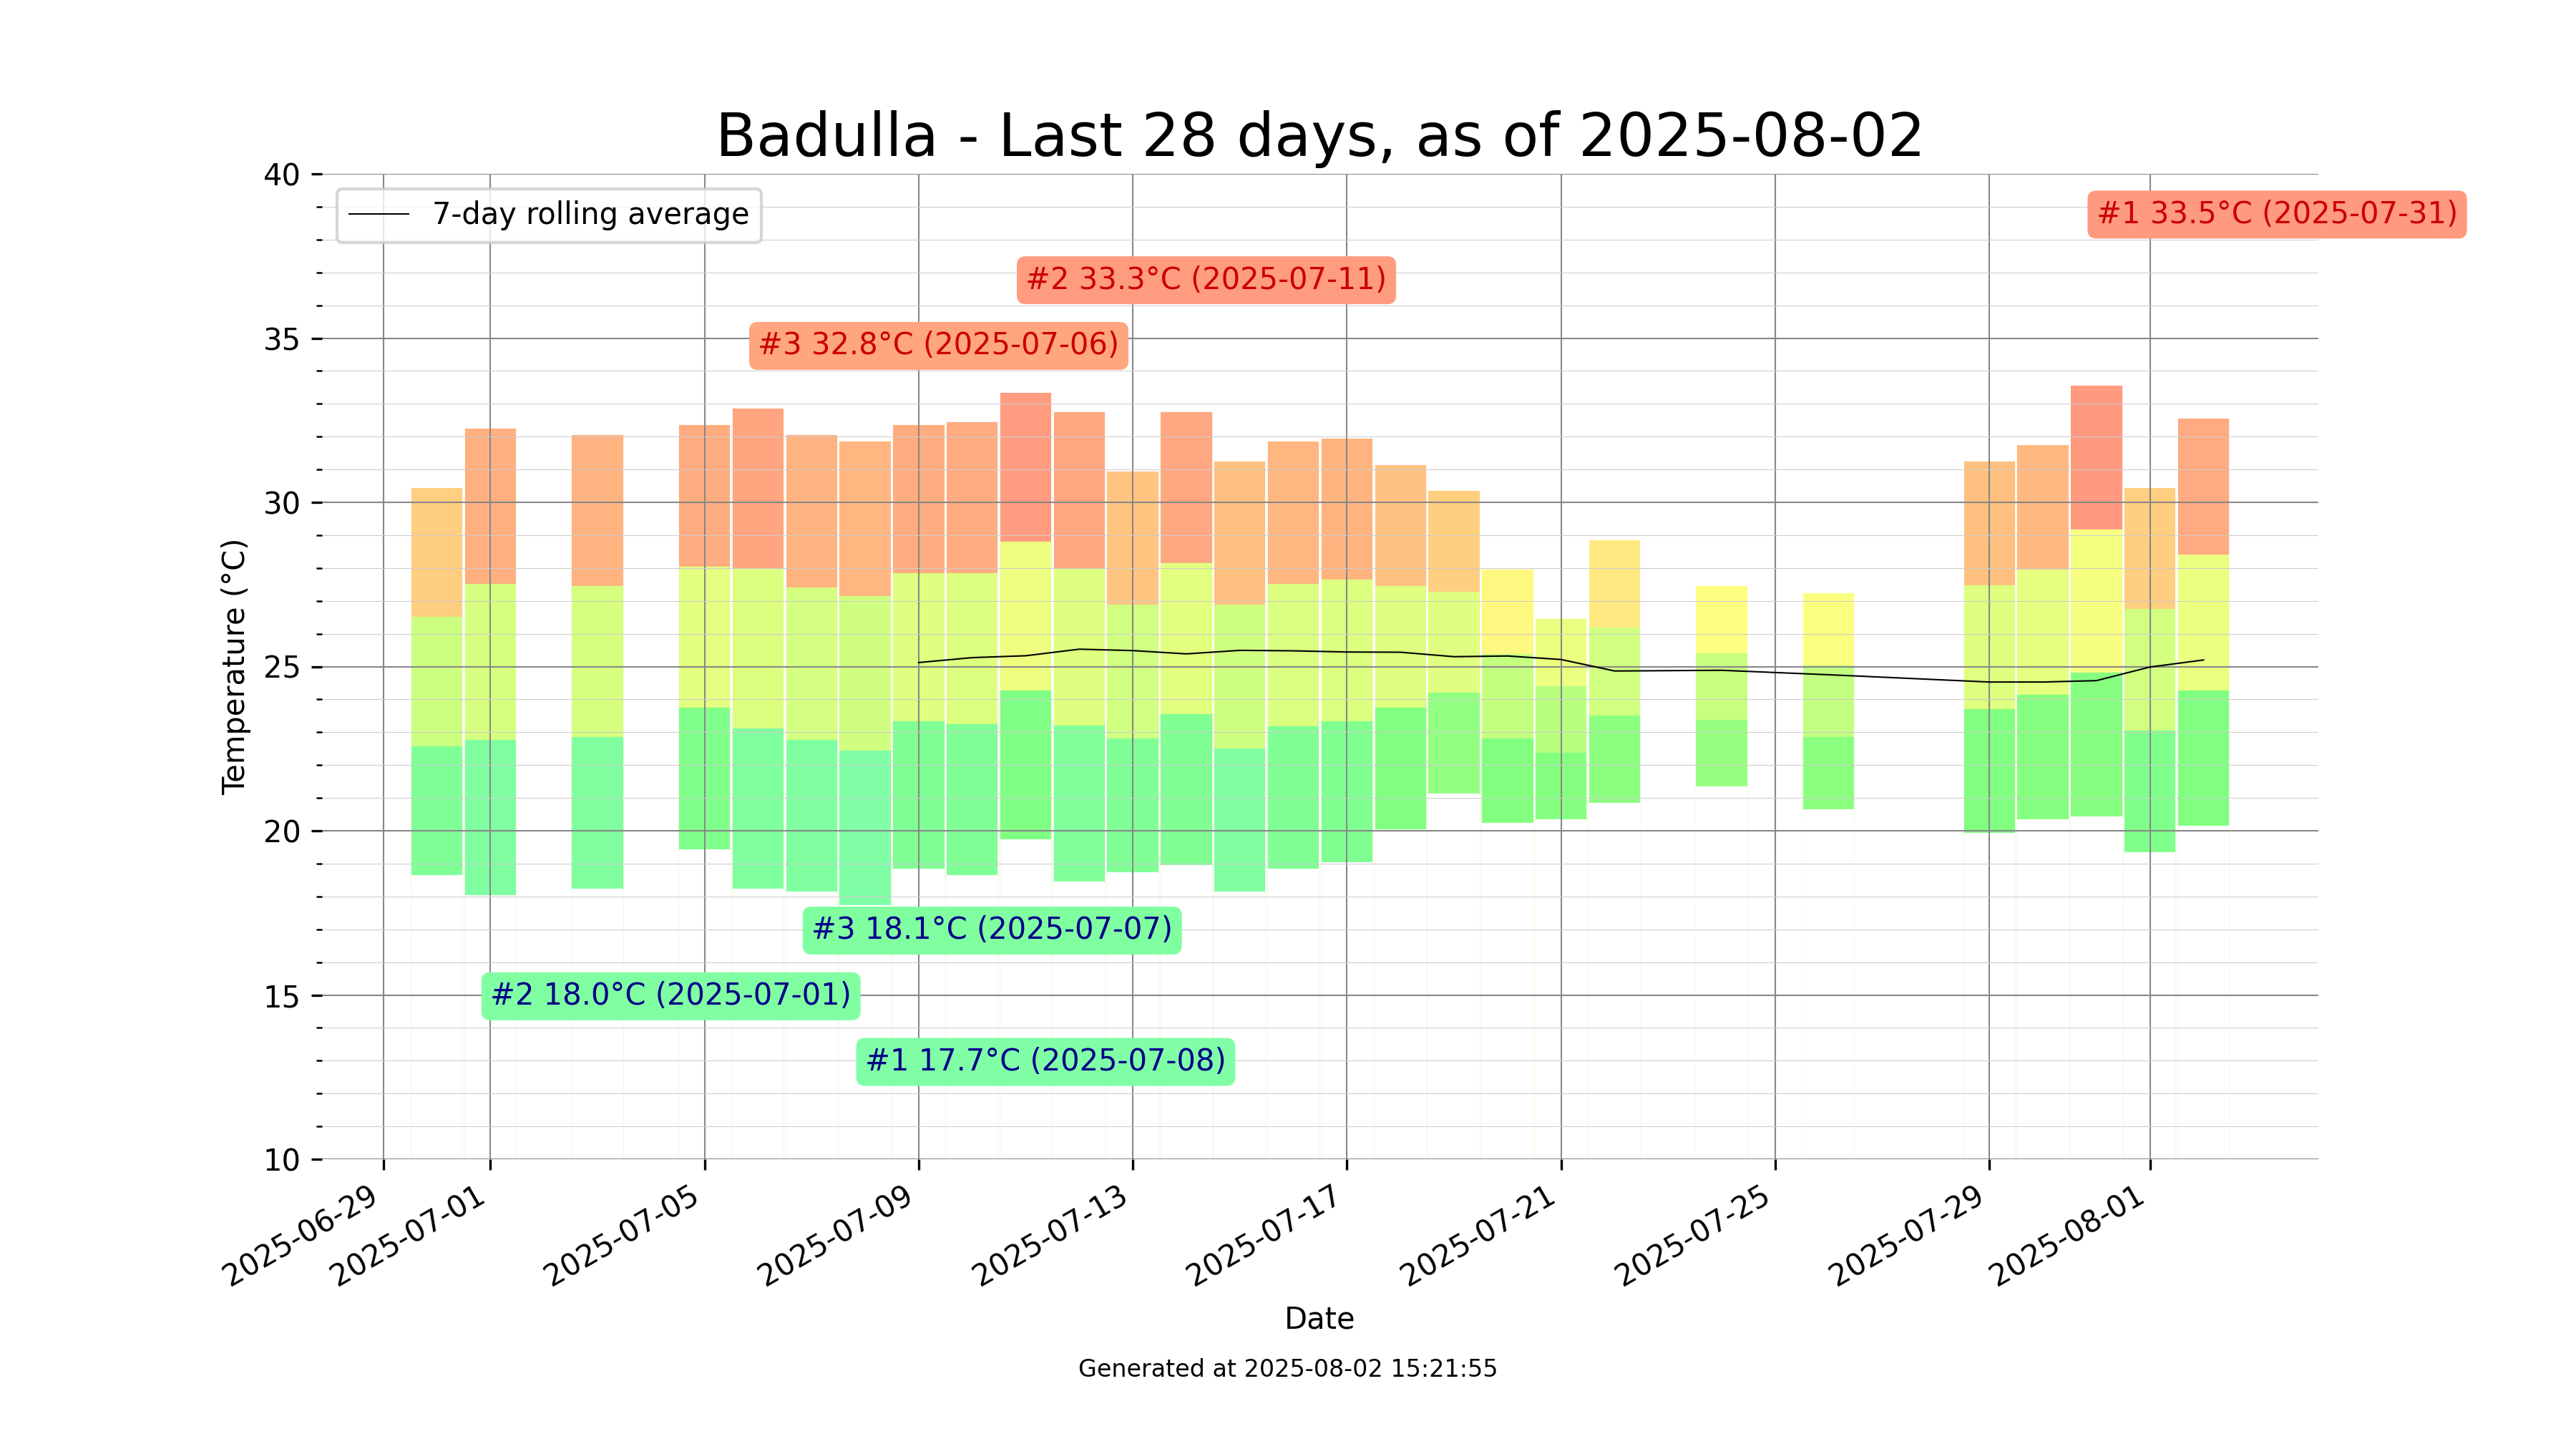 Badulla - Last 28 days, as of 2025-08-02
7-day rolling average
#1 33.5°C (2025-07-31)
#2 33.3°C (2025-07-11)
#3 32.8°C (2025-07-06)
#3 18.1°C (2025-07-07)
#2 18.0°C (2025-07-01)
#1 17.7°C (2025-07-08)
Temperature (°C)
40
35
30
25
20
15
10
2025-06-29
2025-07-01
2025-07-05
2025-07-09
2025-07-13
2025-07-17
2025-07-21
2025-07-25
2025-07-29
2025-08-01
Date
Generated at 2025-08-02 15:21:55